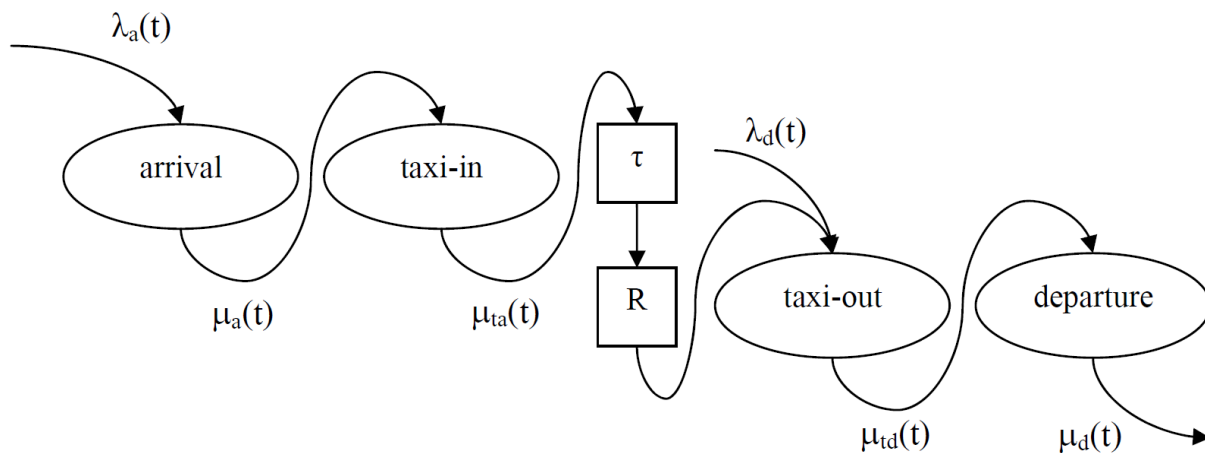 λa(t)
arrival
μa(t)
taxi-in
μta(t)
τ
R
λd(t)
taxi-out
μtd(t)
departure
μd(t)